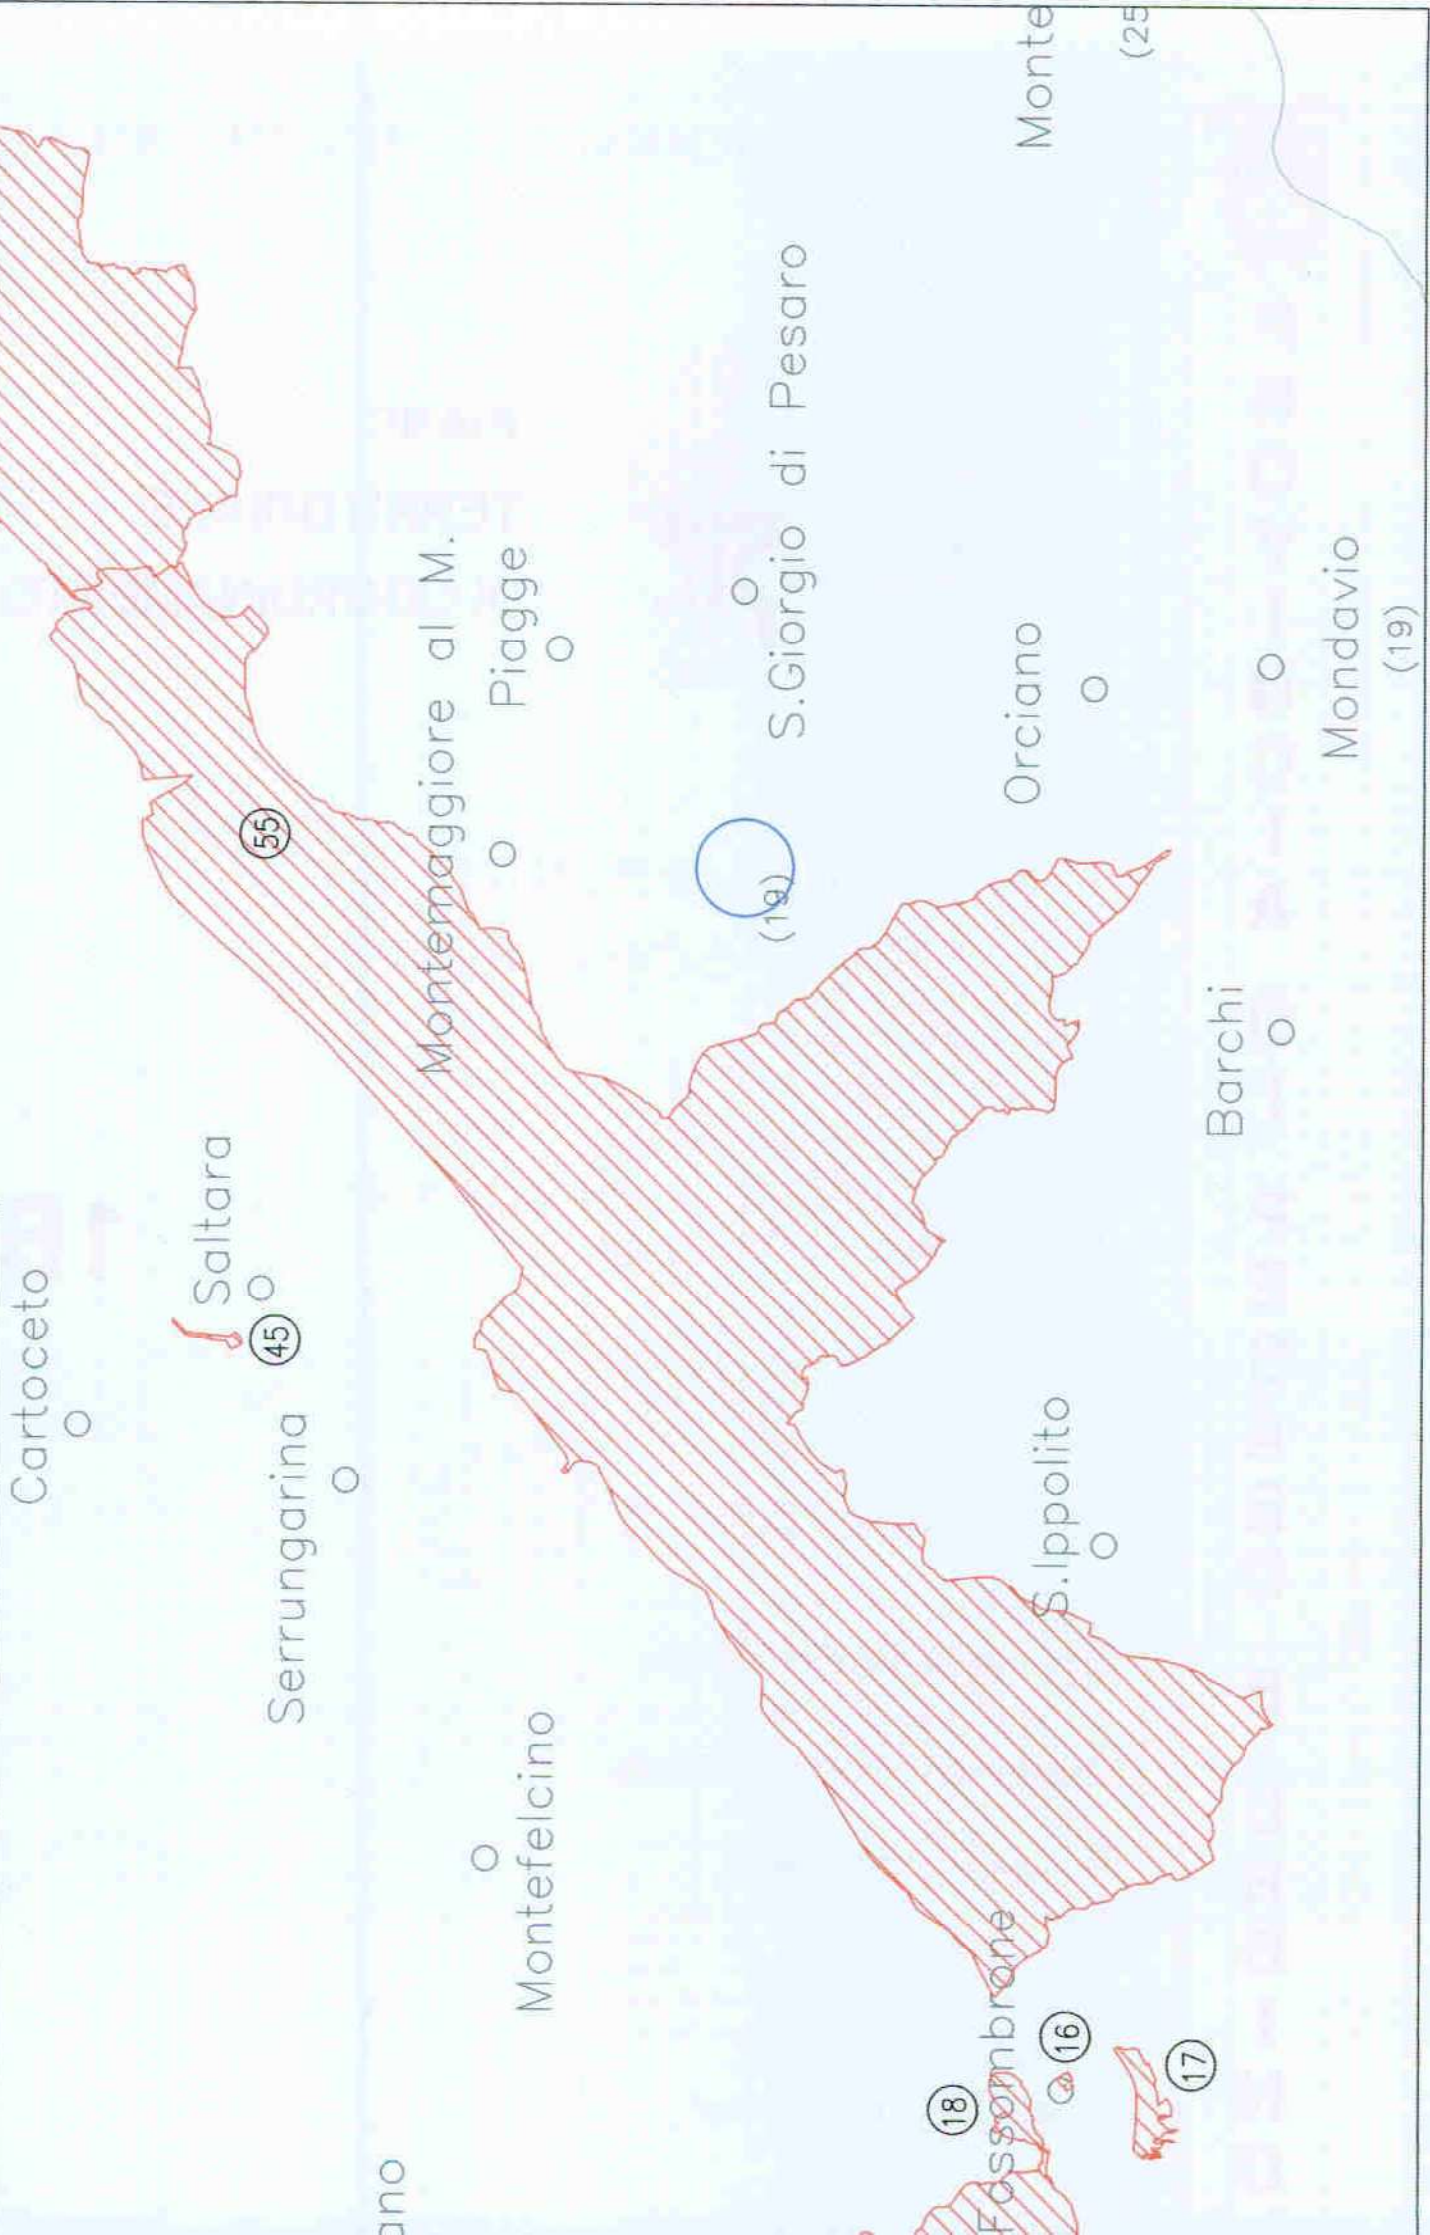 Monte
(25
S.Giorgio di Pesaro
Montemaggiore al M.
Piagge
Orciano
Mondavio
(19)
55
(19)
Barchi
Saltara
45
Cartoceto
Serrungarina
S.Ippolito
Montefelcino
Fossombrone
16
17
18
ano